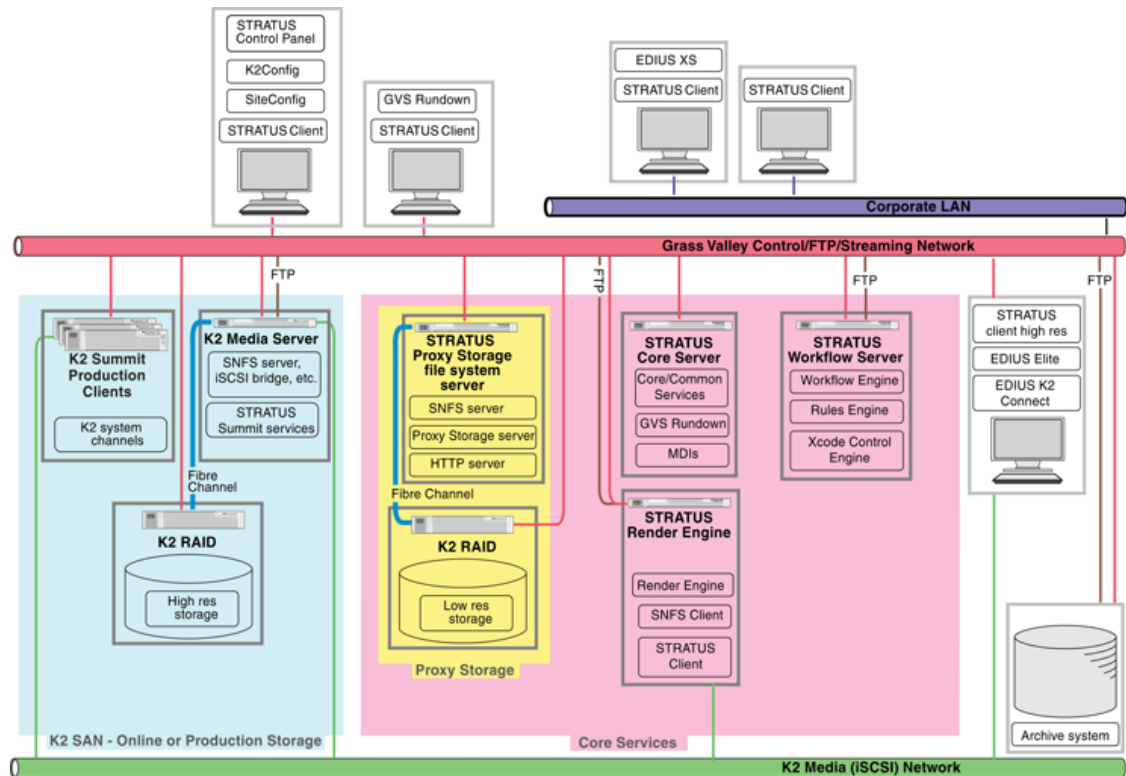 STRATUS
Control Panel
K2Config
SiteConfig
STRATUS Client
GVS Rundown
STRATUS Client
EDIUS XS
STRATUS Client
STRATUS Client
Corporate LAN
Grass Valley Control/FTP/Streaming Network
FTP
FTP
FTP
FTP
K2 Summit
Production
Clients
K2 system
channels
K2 Media Server
SNFS server,
iSCSI bridge, etc.
STRATUS
Summit services
Fibre
Channel
K2 RAID
High res
storage
K2 SAN - Online or Production Storage
STRATUS
Proxy Storage
file system
server
SNFS server
Proxy Storage server
HTTP server
Fibre Channel
K2 RAID
Low res
storage
Proxy Storage
STRATUS
Core Server
Core/Common
Services
GVS Rundown
MDIs
STRATUS
Render Engine
Render Engine
SNFS Client
STRATUS
Client
STRATUS
Workflow Server
Workflow Engine
Rules Engine
Xcode Control
Engine
Core Services
STRATUS
client high res
EDIUS Elite
EDIUS K2
Connect
Archive system
K2 Media (iSCSI) Network